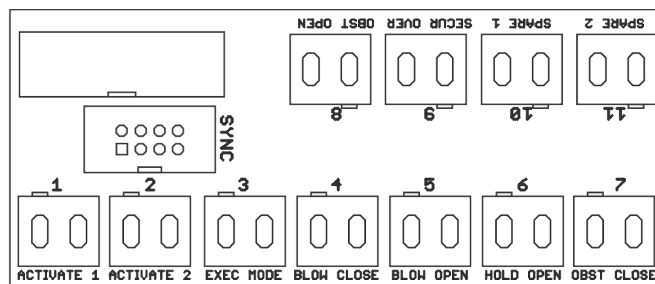 OBST OPEN SECUR OVER SPARE 1 SPARE 2
8 9 10 11
SYNC
1 2 3 4 5 6 7
ACTIVATE 1 ACTIVATE 2 EXEC MODE BLOW CLOSE BLOW OPEN HOLD OPEN OBST CLOSE